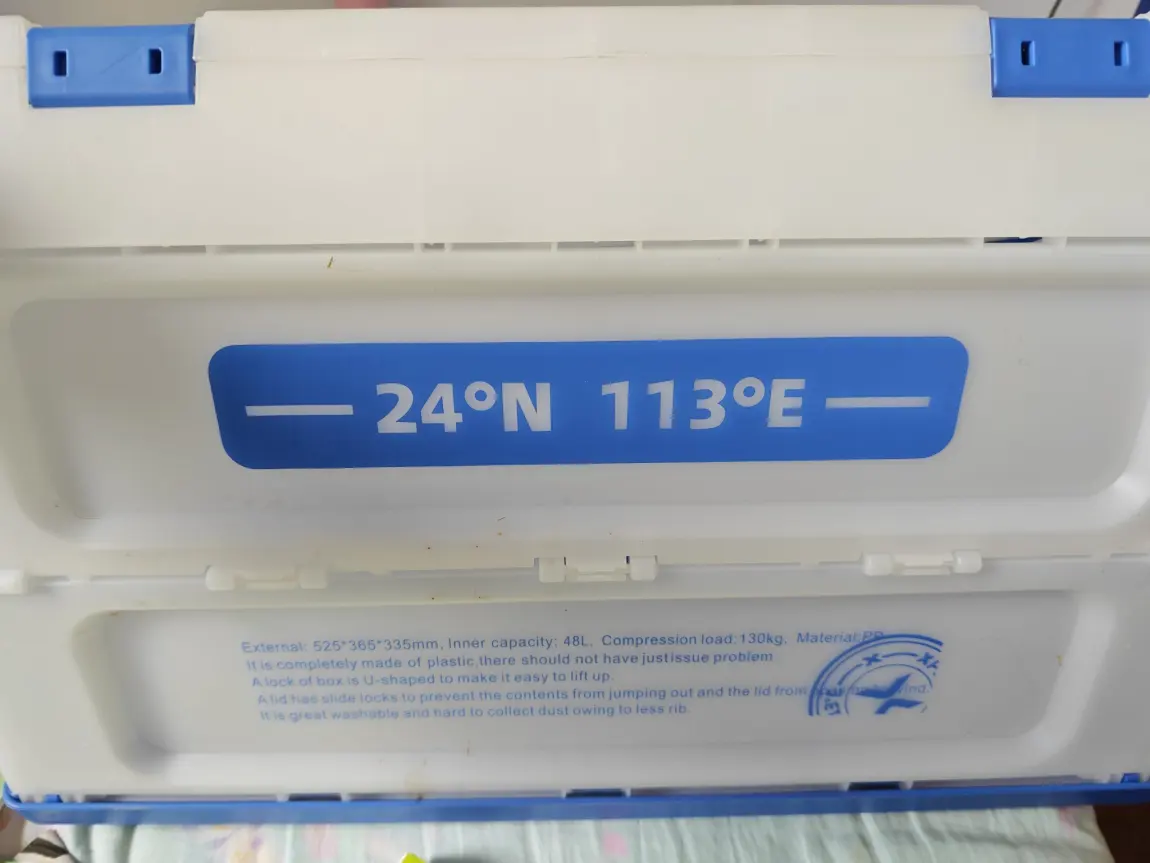 24°N 113°E
External: 525*365*335mm, Inner capacity: 48L, Compression load:130kg, Material:PP
It is completely made of plastic,there should not have justissue problem
A lock of box is U-shaped to make it easy to lift up.
A lid has slide locks to prevent the contents from jumping out and the lid from
It is great washable and hard to collect dust owing to less rib.